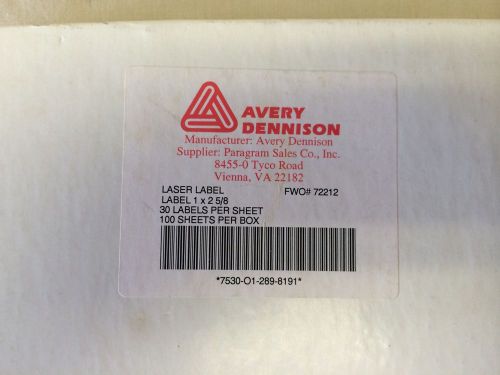 AVERY
DENNISON
Manufacturer: Avery Dennison
Supplier: Paragram Sales Co., Inc.
8455-0 Tyco Road
Vienna, VA 22182
LASER LABEL FWO# 72212
LABEL 1 x 2 5/8
30 LABELS PER SHEET
100 SHEETS PER BOX
*7530-O1-289-8191*